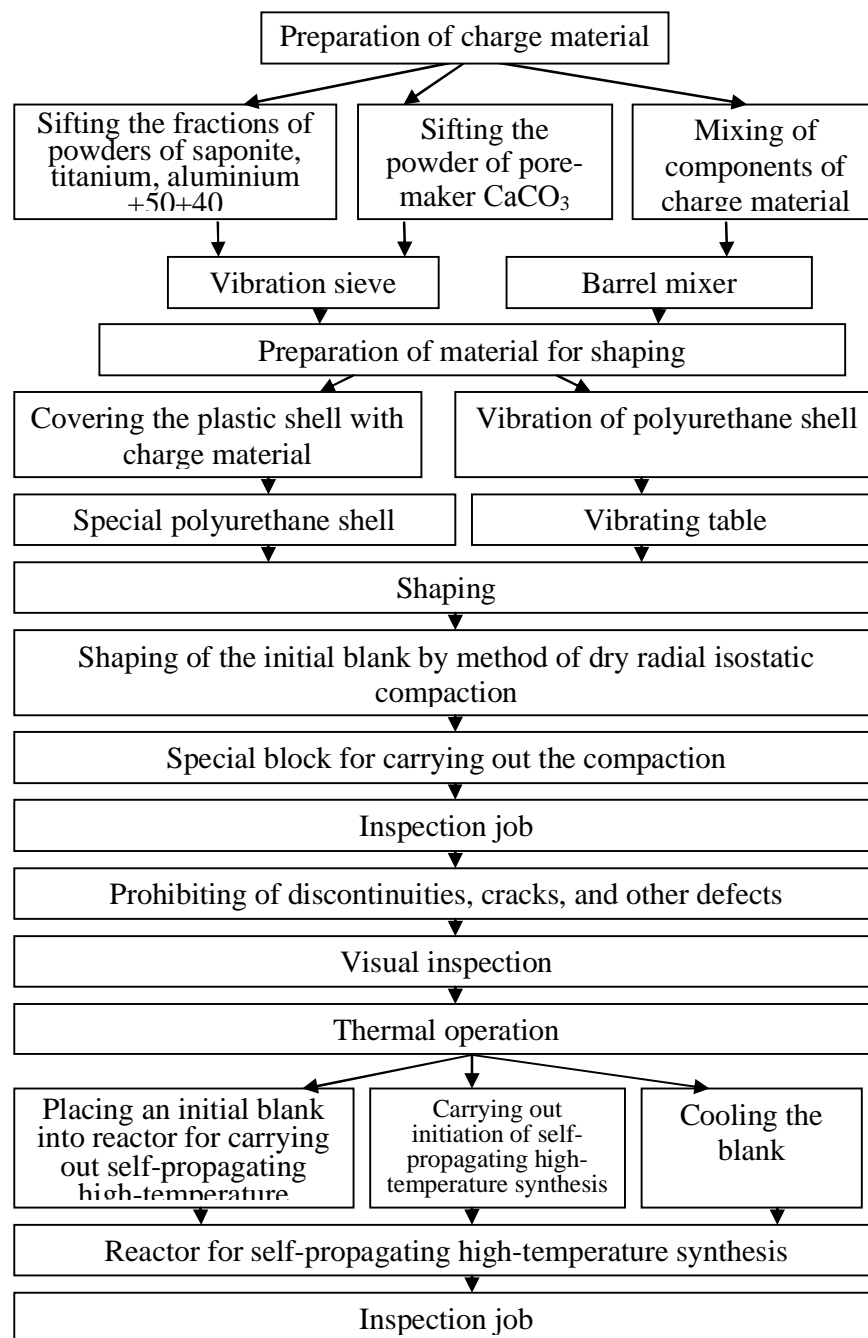 Preparation of charge material
Sifting the fractions of
powders of saponite,
titanium, aluminium
+50+40
Sifting the
powder of pore-
maker CaCO₃
Mixing of
components of
charge material
Vibration sieve
Barrel mixer
Preparation of material for shaping
Covering the plastic shell with
charge material
Vibration of polyurethane shell
Special polyurethane shell
Vibrating table
Shaping
Shaping of the initial blank by method of dry radial isostatic
compaction
Special block for carrying out the compaction
Inspection job
Prohibiting of discontinuities, cracks, and other defects
Visual inspection
Thermal operation
Placing an initial blank
into reactor for carrying
out self-propagating
high-temperature
Carrying out
initiation of self-
propagating high-
temperature synthesis
Cooling the
blank
Reactor for self-propagating high-temperature synthesis
Inspection job